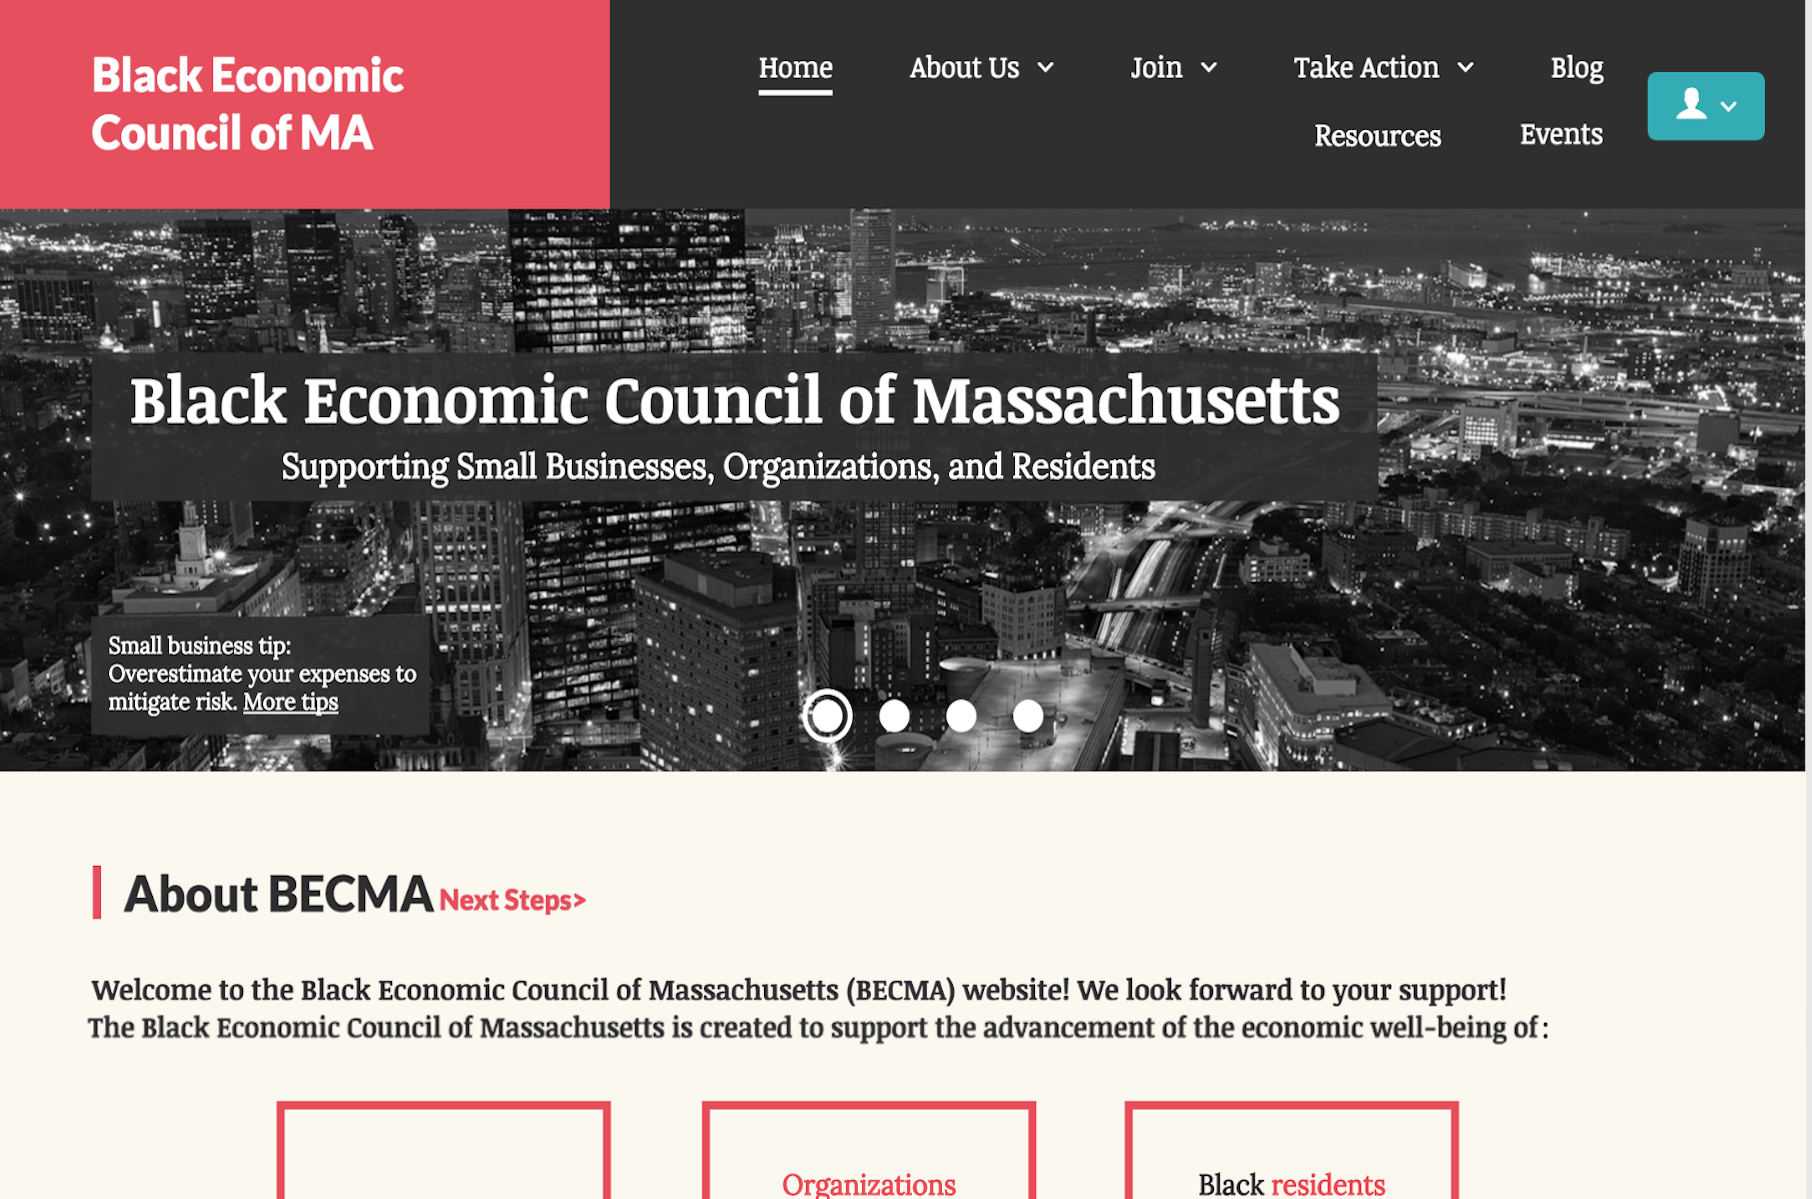 Black Economic
Council of MA
Home About Us Join Take Action Blog
Resources Events
Black Economic Council of Massachusetts
Supporting Small Businesses, Organizations, and Residents
Small business tip:
Overestimate your expenses to
mitigate risk. More tips
About BECMA Next Steps>
Welcome to the Black Economic Council of Massachusetts (BECMA) website! We look forward to your support!
The Black Economic Council of Massachusetts is created to support the advancement of the economic well-being of:
Organizations
Black residents